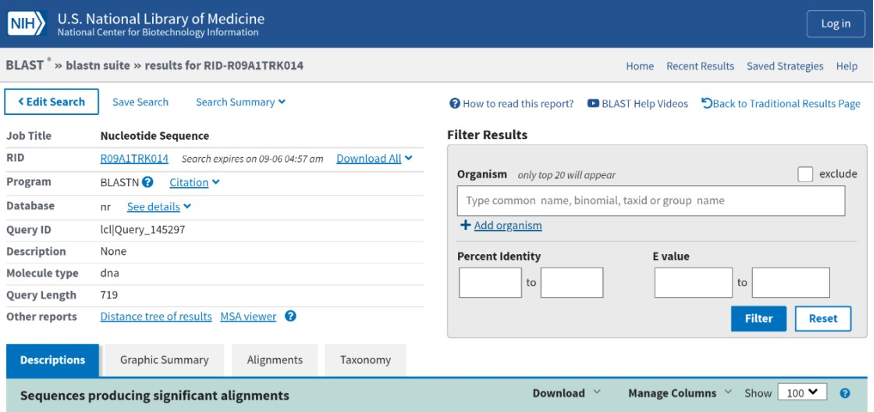 NIH
U.S. National Library of Medicine
National Center for Biotechnology Information
Log in
BLAST ® » blastn suite » results for RID-R09A1TRK014
Home Recent Results Saved Strategies Help
Edit Search Save Search Search Summary
How to read this report? BLAST Help Videos Back to Traditional Results Page
Job Title Nucleotide Sequence
RID R09A1TRK014 Search expires on 09-06 04:57 am Download All
Program BLASTN ? Citation
Database nr See details
Query ID lcl|Query_145297
Description None
Molecule type dna
Query Length 719
Other reports Distance tree of results MSA viewer ?
Filter Results
Organism only top 20 will appear exclude
Type common name, binomial, taxid or group name
+ Add organism
Percent Identity E value
to to
Filter Reset
Descriptions Graphic Summary Alignments Taxonomy
Sequences producing significant alignments Download Manage Columns Show 100 ?